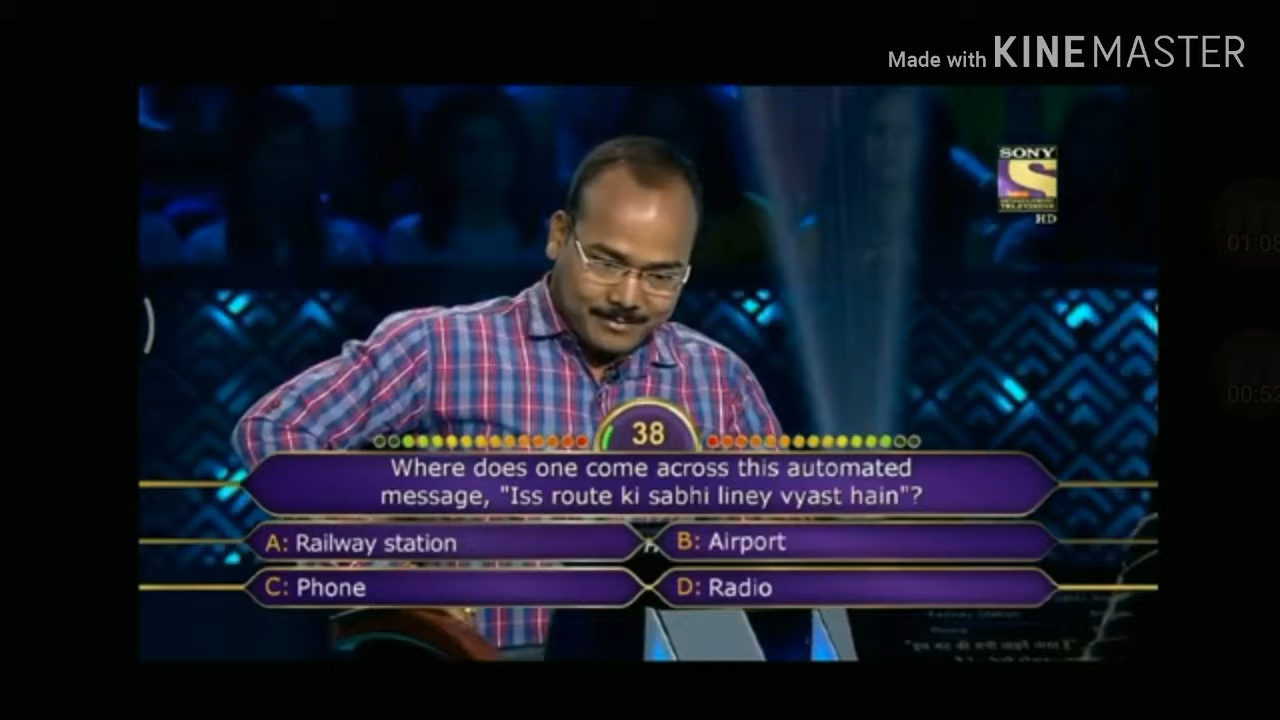 Made with KINEMASTER
SONY
HD
38
Where does one come across this automated
message, "Iss route ki sabhi liney vyast hain"?
A: Railway station
B: Airport
C: Phone
D: Radio